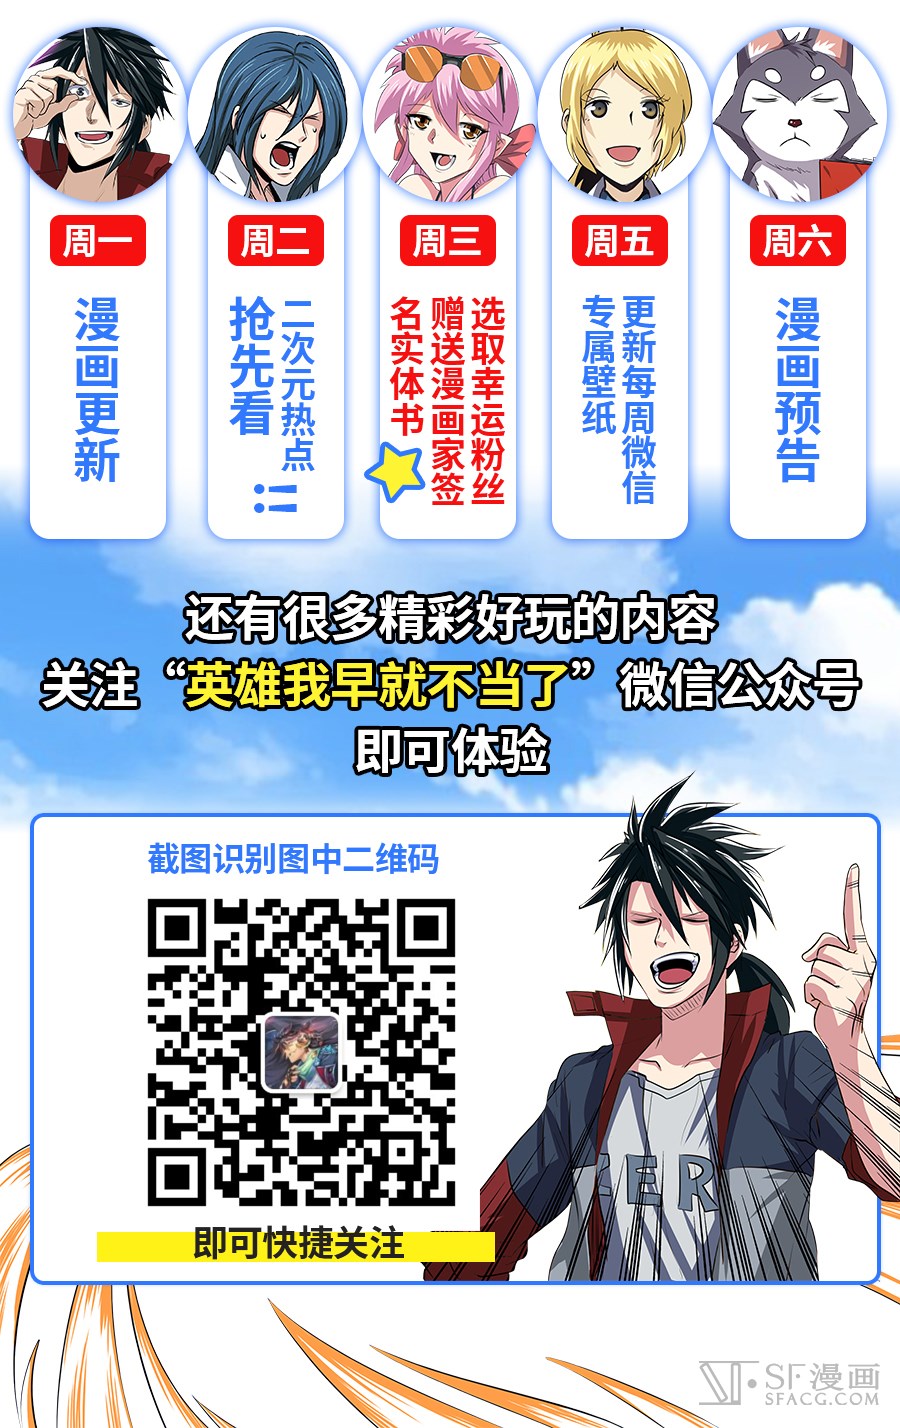 周一
漫画更新
周二
二次元热点
抢先看!!
周三
选取幸运粉丝
赠送漫画家签
名实体书
周五
更新每周微信
专属壁纸
周六
漫画预告
还有很多精彩好玩的内容
关注“英雄我早就不当了”微信公众号
即可体验
截图识别图中二维码
ZER
即可快捷关注
SF漫画
SFACG.COM